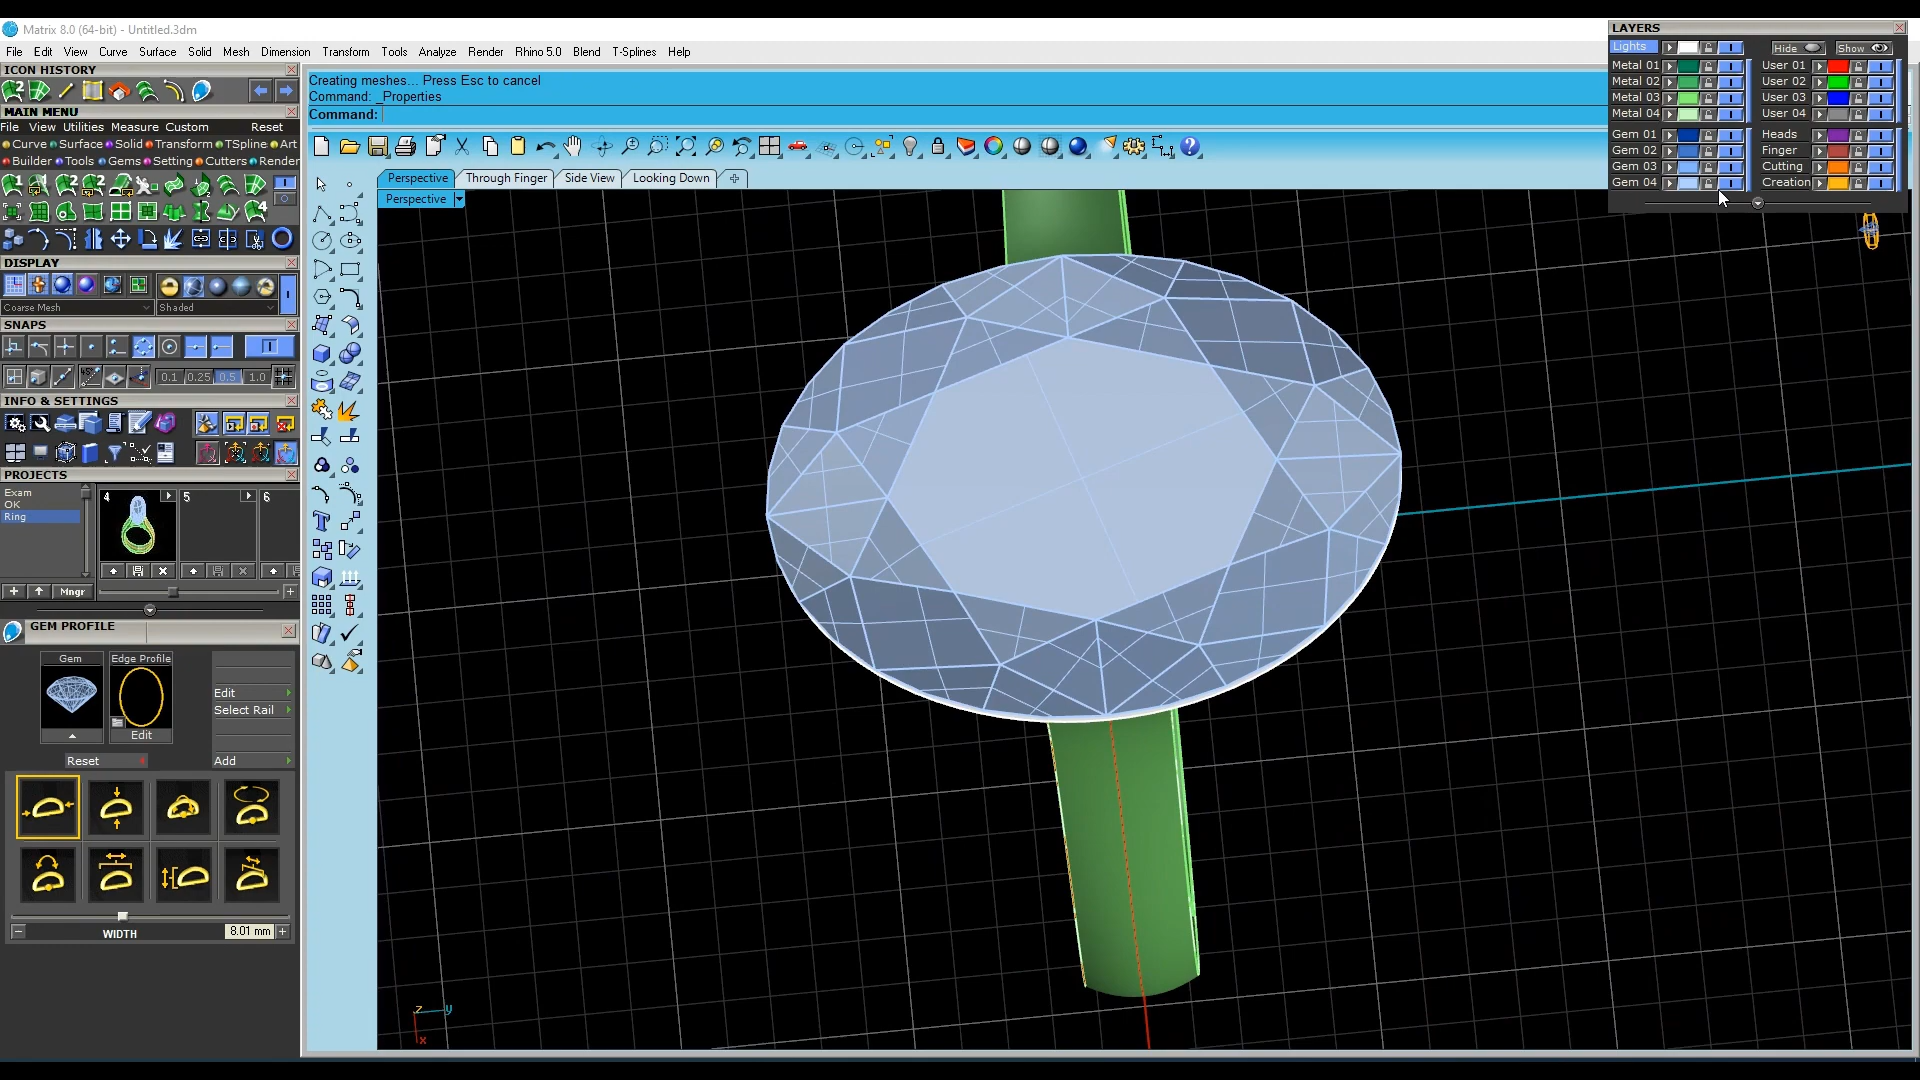 Matrix 8.0 (64-bit) - Untitled.3dm
File Edit View Curve Surface Solid Mesh Dimension Transform Tools Analyze Render Rhino 5.0 Blend T-Splines Help
ICON HISTORY
MAIN MENU
File View Utilities Measure Custom Reset
Curve Surface Solid Transform TSpline Art
Builder Tools Gems Setting Cutters Render
DISPLAY
Coarse Mesh Shaded
SNAPS
0.1 0.25 0.5 1.0
INFO & SETTINGS
PROJECTS
Exam
OK
Ring
4 5 6
Mngr
GEM PROFILE
Gem Edge Profile
Edit
Select Rail
Edit
Reset Add
WIDTH 8.01 mm
Creating meshes... Press Esc to cancel
Command: _Properties
Command:
Perspective Through Finger Side View Looking Down
Perspective
z y
x
LAYERS
Lights Hide Show
Metal 01 User 01
Metal 02 User 02
Metal 03 User 03
Metal 04 User 04
Gem 01 Heads
Gem 02 Finger
Gem 03 Cutting
Gem 04 Creation